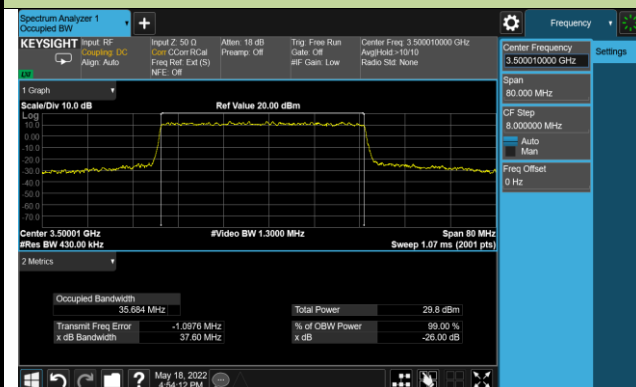 Spectrum Analyzer 1
Occupied BW
+
Frequency
KEYSIGHT
Input: RF
Coupling: DC
Align: Auto
Input Z: 50 Ω
Corr CCorr RCal
Freq Ref: Ext (S)
NFE: Off
Atten: 18 dB
Preamp: Off
Trig: Free Run
Gate: Off
#IF Gain: Low
Center Freq: 3.500010000 GHz
Avg|Hold:>10/10
Radio Std: None
Center Frequency
3.500010000 GHz
Settings
Span
80.000 MHz
CF Step
8.000000 MHz
Auto
Man
Freq Offset
0 Hz
1 Graph
Scale/Div 10.0 dB
Ref Value 20.00 dBm
Log
10.0
0.00
-10.0
-20.0
-30.0
-40.0
-50.0
-60.0
-70.0
Center 3.50001 GHz
#Video BW 1.3000 MHz
Span 80 MHz
#Res BW 430.00 kHz
Sweep 1.07 ms (2001 pts)
2 Metrics
Occupied Bandwidth
35.684 MHz
Total Power
29.8 dBm
Transmit Freq Error
-1.0976 MHz
% of OBW Power
99.00 %
x dB Bandwidth
37.60 MHz
x dB
-26.00 dB
?
May 18, 2022
4:54:12 PM